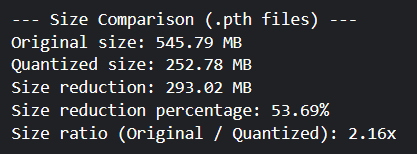 --- Size Comparison (.pth files) ---
Original size: 545.79 MB
Quantized size: 252.78 MB
Size reduction: 293.02 MB
Size reduction percentage: 53.69%
Size ratio (Original / Quantized): 2.16x